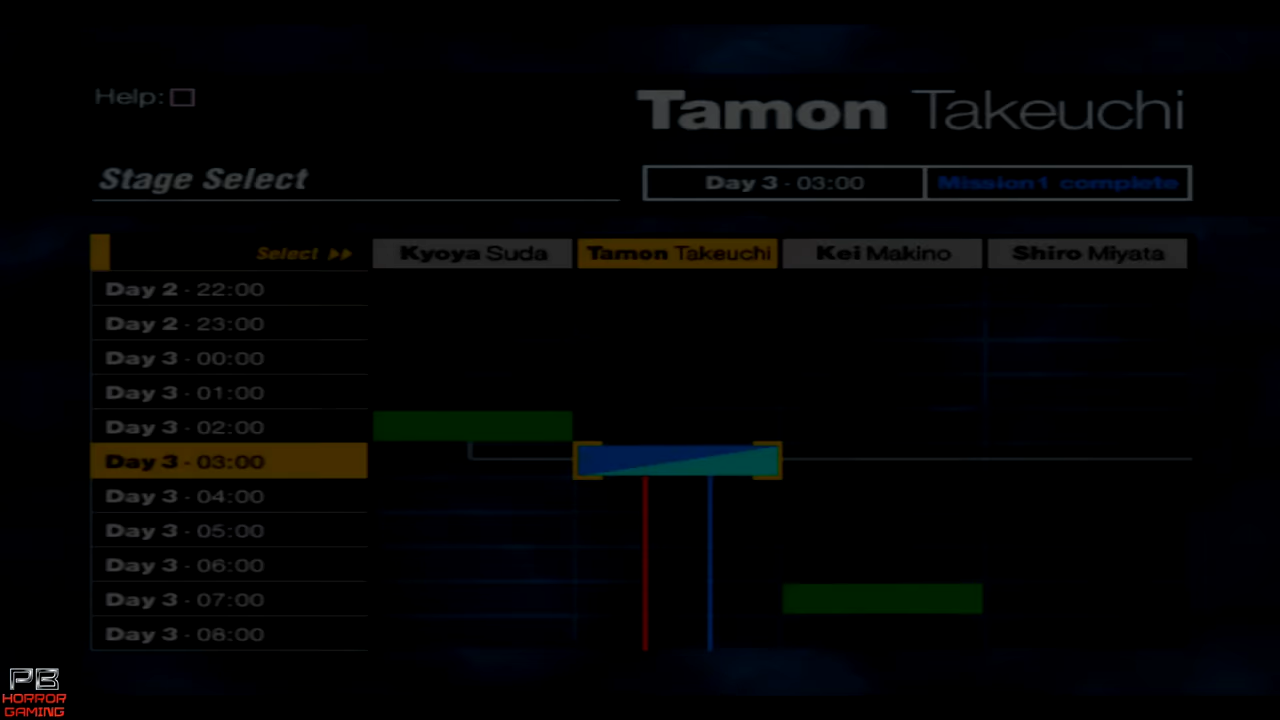 Help:
Tamon Takeuchi
Stage Select
Day 3 - 03:00 Mission1 complete
Select Kyoya Suda Tamon Takeuchi Kei Makino Shiro Miyata
Day 2 - 22:00
Day 2 - 23:00
Day 3 - 00:00
Day 3 - 01:00
Day 3 - 02:00
Day 3 - 03:00
Day 3 - 04:00
Day 3 - 05:00
Day 3 - 06:00
Day 3 - 07:00
Day 3 - 08:00
PB
HORROR
GAMING